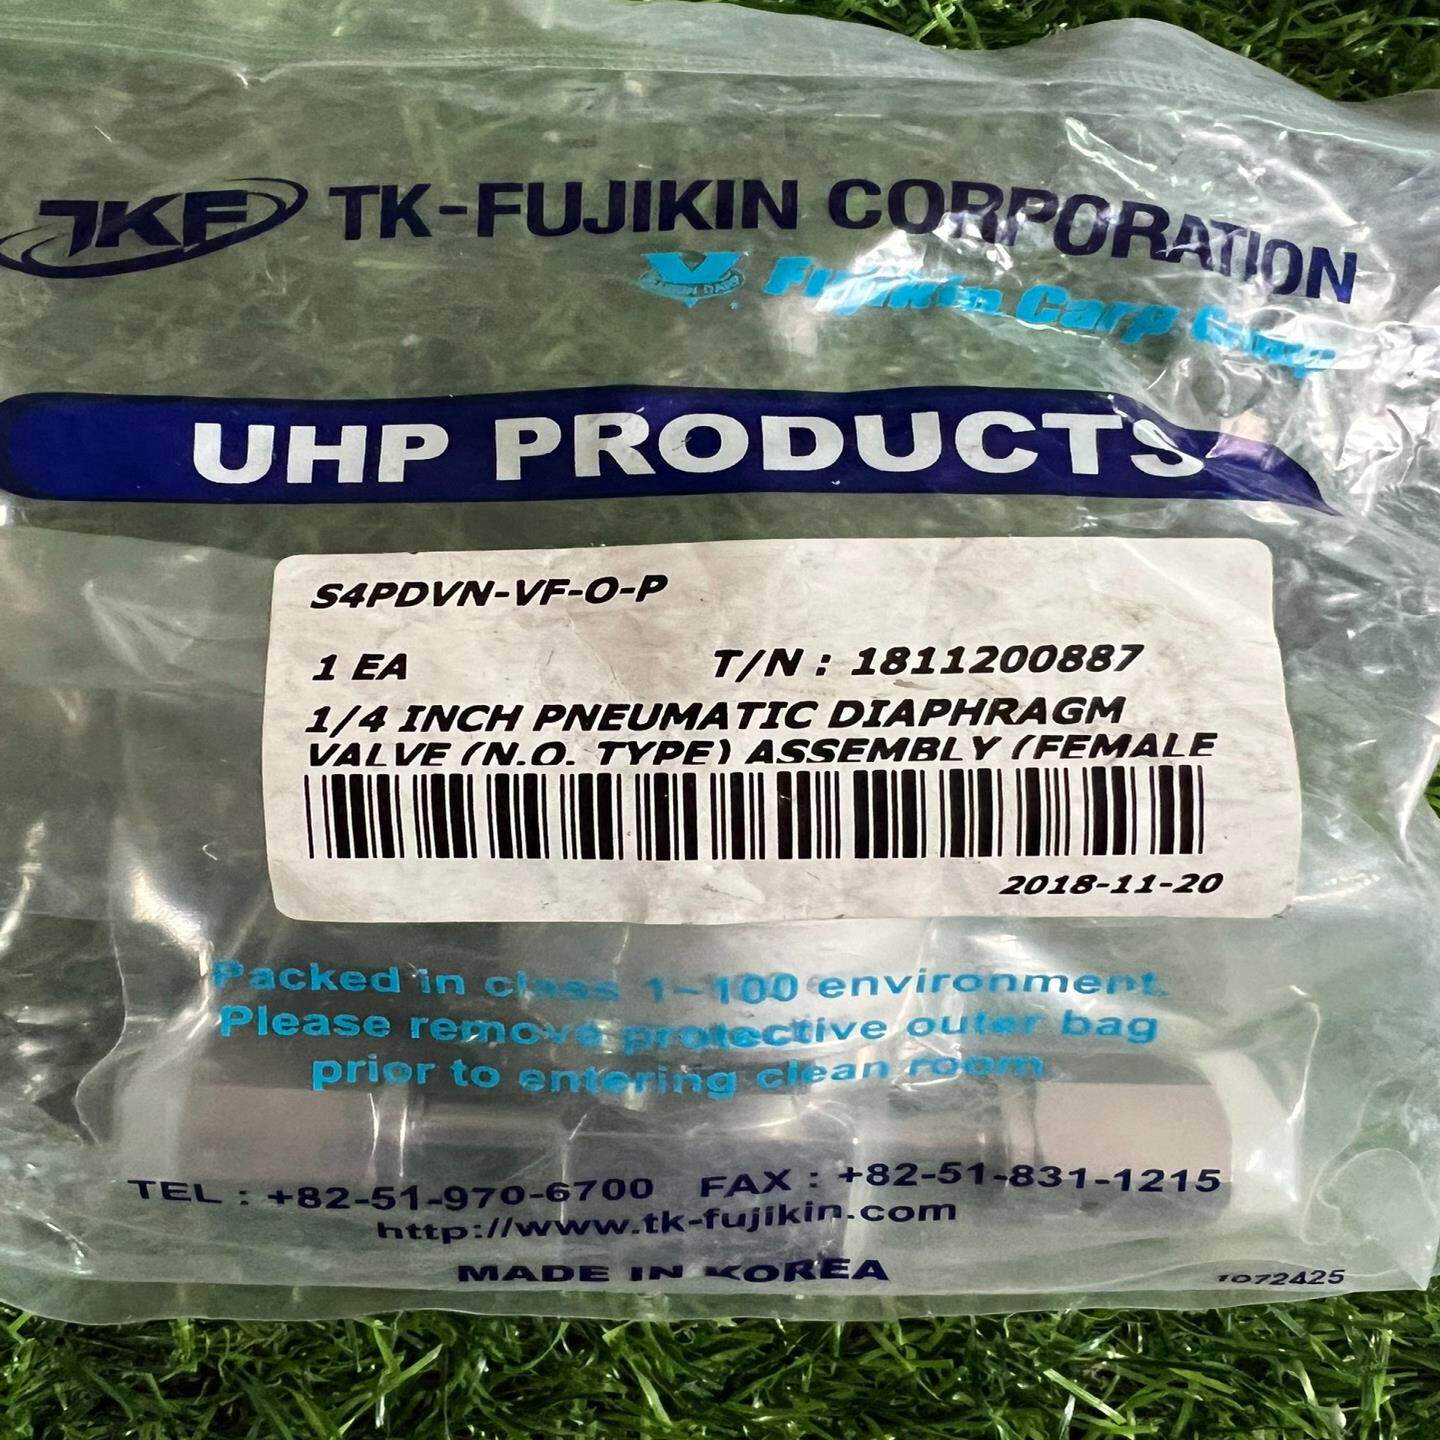 TKF TK-FUJIKIN CORPORATION
Fujikin Carp Group
UHP PRODUCTS
S4PDVN-VF-O-P
1 EA T/N : 1811200887
1/4 INCH PNEUMATIC DIAPHRAGM
VALVE (N.O. TYPE) ASSEMBLY (FEMALE
2018-11-20
Packed in class 1~100 environment.
Please remove protective outer bag
prior to entering clean room.
TEL : +82-51-970-6700 FAX : +82-51-831-1215
http://www.tk-fujikin.com
MADE IN KOREA
1072425